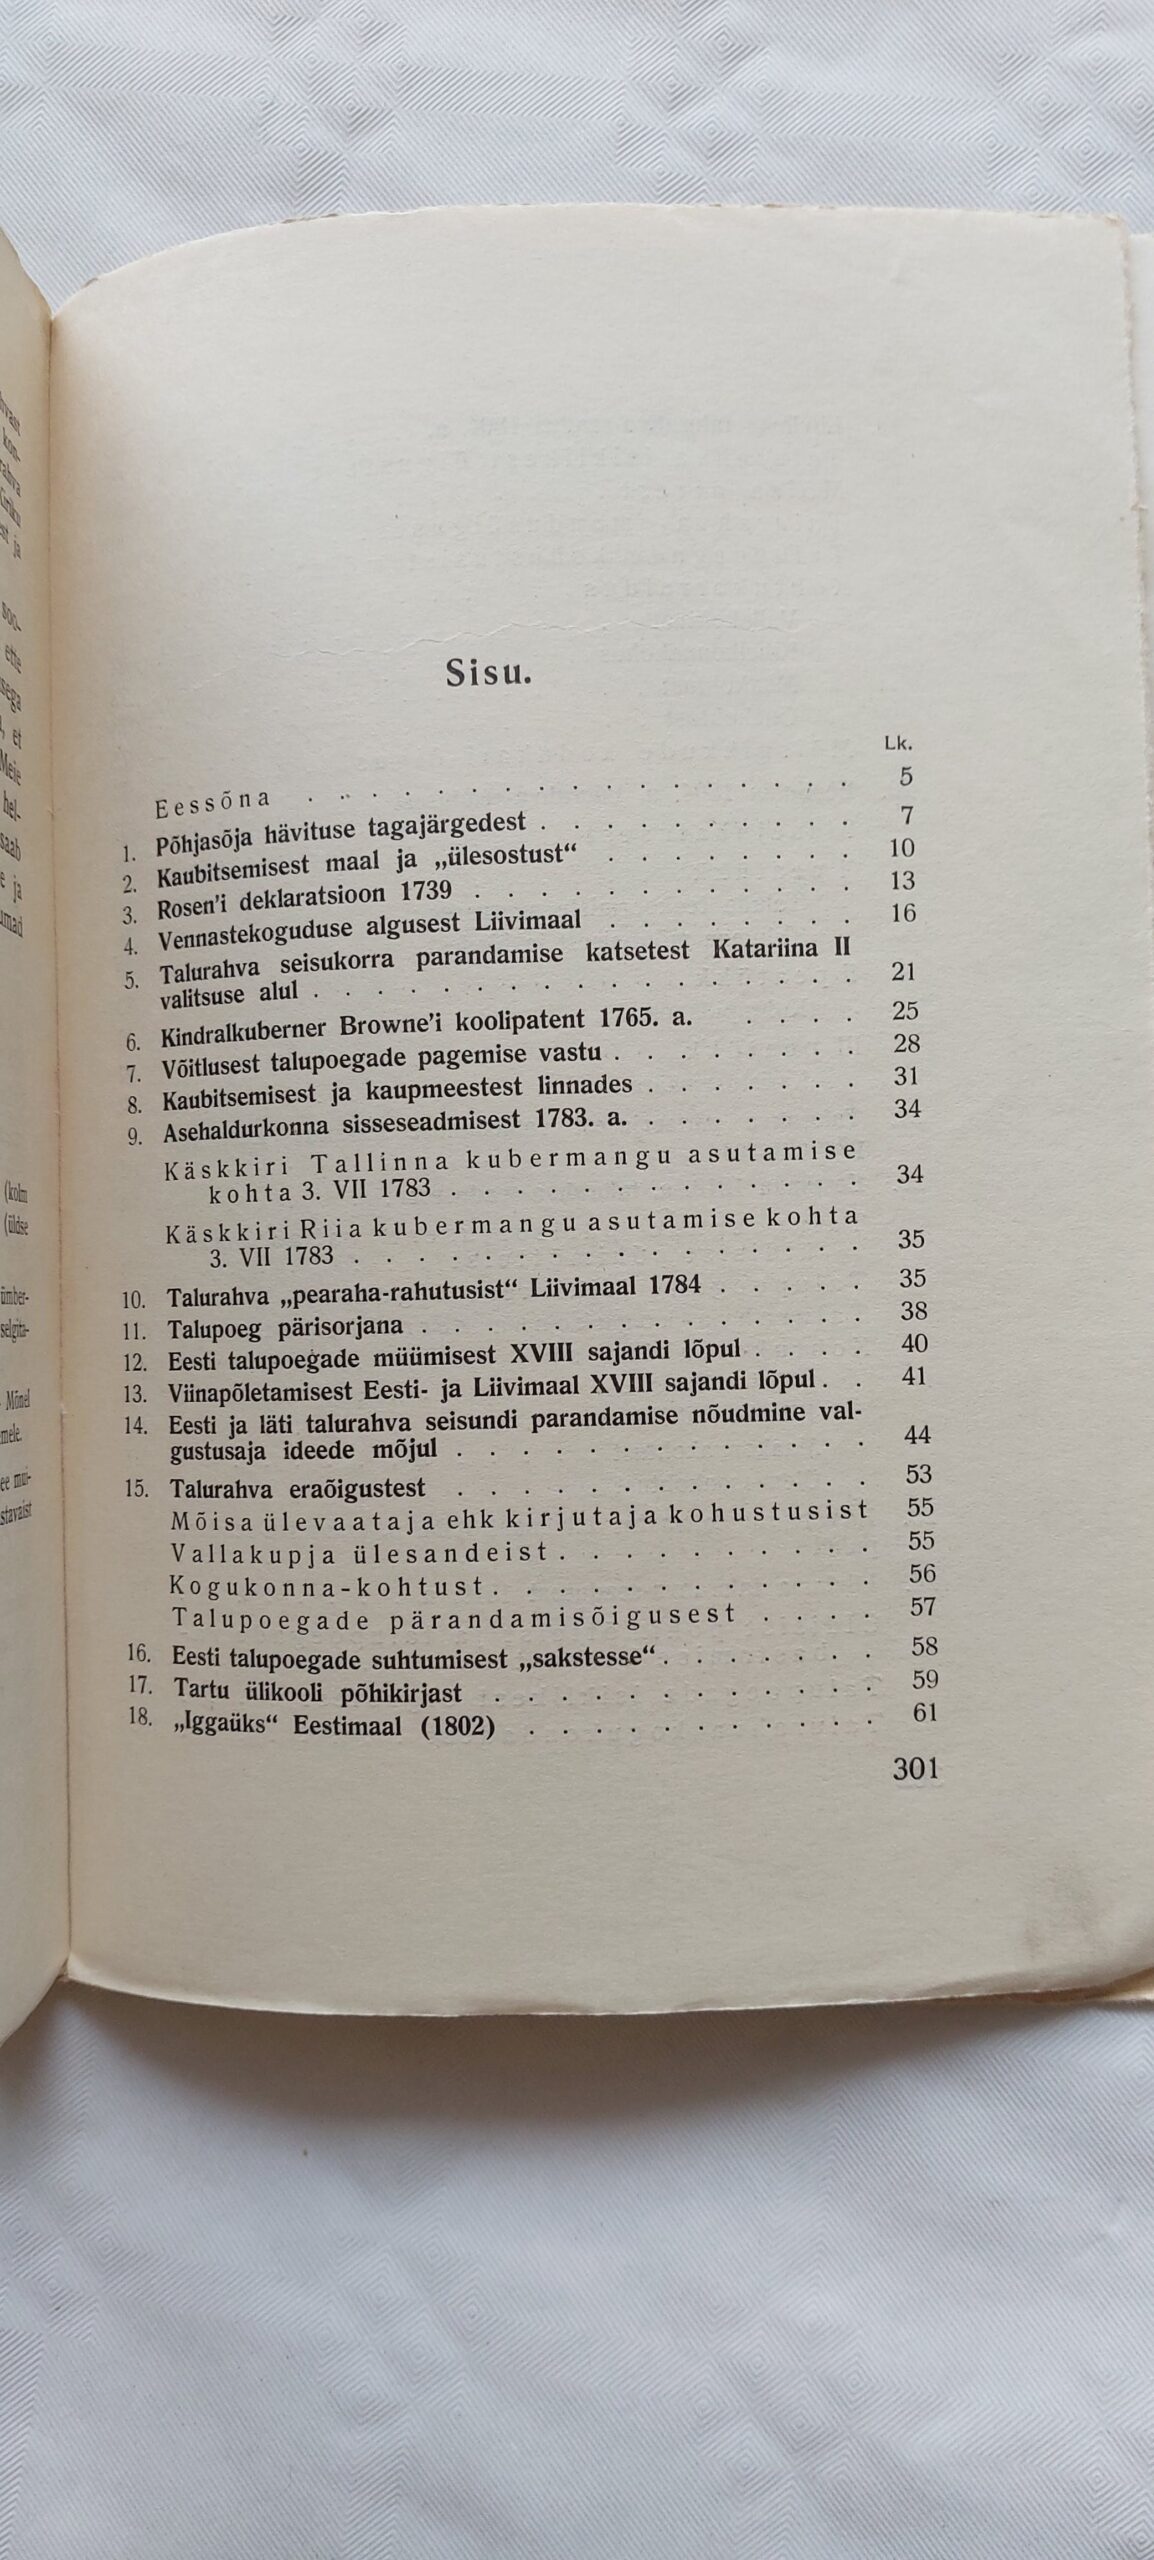 Sisu.
Lk.
Eessõna . . . . . . . . . . . . . . . . 5
1. Põhjasõja hävituse tagajärgedest . . . . . . . . . . 7
2. Kaubitsemisest maal ja „ülesostust“ . . . . . . . . 10
3. Rosen'i deklaratsioon 1739 . . . . . . . . . . . . 13
4. Vennastekoguduse algusest Liivimaal . . . . . . . . 16
5. Talurahva seisukorra parandamise katsetest Katariina II
valitsuse alul . . . . . . . . . . . . . . . . . 21
6. Kindralkuberner Browne'i koolipatent 1765. a. . . . . 25
7. Võitlusest talupoegade pagemise vastu . . . . . . . . 28
8. Kaubitsemisest ja kaupmeestest linnades . . . . . . . 31
9. Asehaldurkonna sisseseadmisest 1783. a. . . . . . . . 34
Käskkiri Tallinna kubermangu asutamise
kohta 3. VII 1783 . . . . . . . . . . . . . 34
Käskkiri Riia kubermangu asutamise kohta
3. VII 1783 . . . . . . . . . . . . . . . . 35
10. Talurahva „pearaha-rahutusist“ Liivimaal 1784 . . . . . 35
11. Talupoeg pärisorjana . . . . . . . . . . . . . . 38
12. Eesti talupoegade müümisest XVIII sajandi lõpul . . . . 40
13. Viinapõletamisest Eesti- ja Liivimaal XVIII sajandi lõpul . . 41
14. Eesti ja läti talurahva seisundi parandamise nõudmine val-
gustusaja ideede mõjul . . . . . . . . . . . . . 44
15. Talurahva eraõigustest . . . . . . . . . . . . . 53
Mõisa ülevaataja ehk kirjutaja kohustusist 55
Vallakupja ülesandeist . . . . . . . . . . 55
Kogukonna-kohtust . . . . . . . . . . . . 56
Talupoegade pärandamisõigusest . . . . 57
16. Eesti talupoegade suhtumisest „sakstesse“ . . . . . . . 58
17. Tartu ülikooli põhikirjast . . . . . . . . . . . . 59
18. „Iggaüks“ Eestimaal (1802) . . . . . . . . . . . 61
301